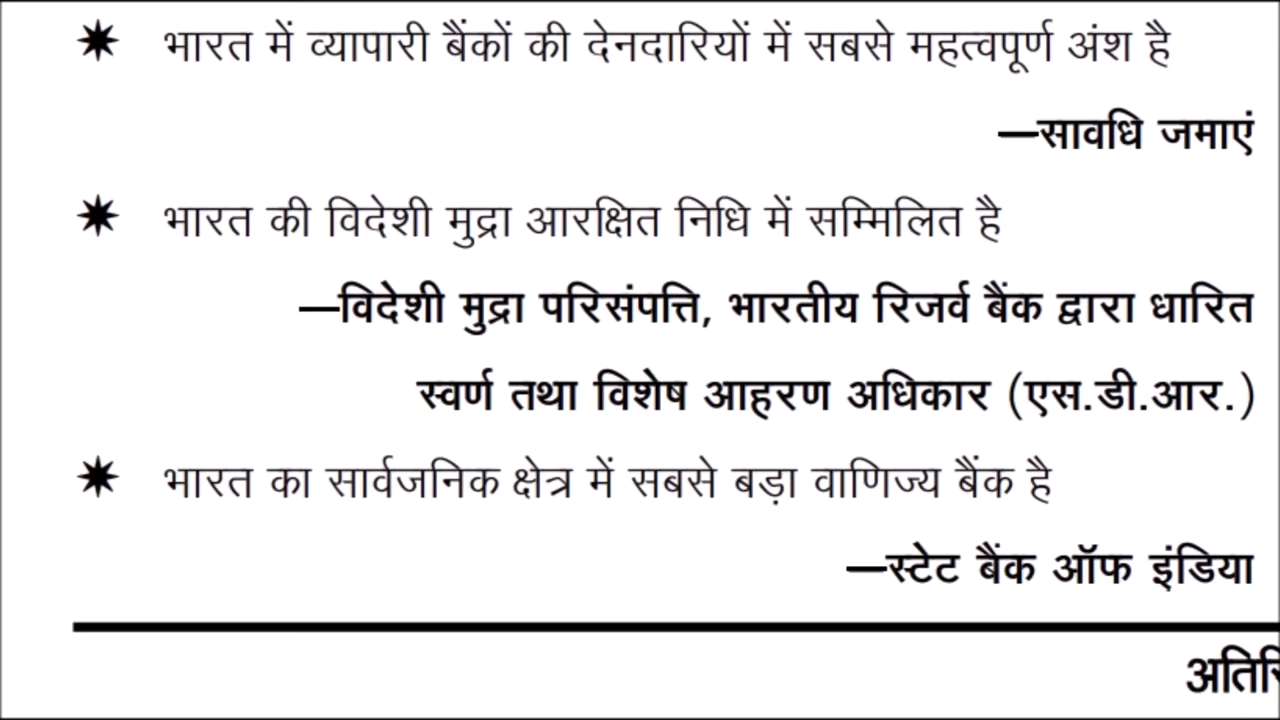 ✷ भारत में व्यापारी बैंकों की देनदारियों में सबसे महत्वपूर्ण अंश है
—सावधि जमाएं
✷ भारत की विदेशी मुद्रा आरक्षित निधि में सम्मिलित है
—विदेशी मुद्रा परिसंपत्ति, भारतीय रिजर्व बैंक द्वारा धारित
स्वर्ण तथा विशेष आहरण अधिकार (एस.डी.आर.)
✷ भारत का सार्वजनिक क्षेत्र में सबसे बड़ा वाणिज्य बैंक है
—स्टेट बैंक ऑफ इंडिया